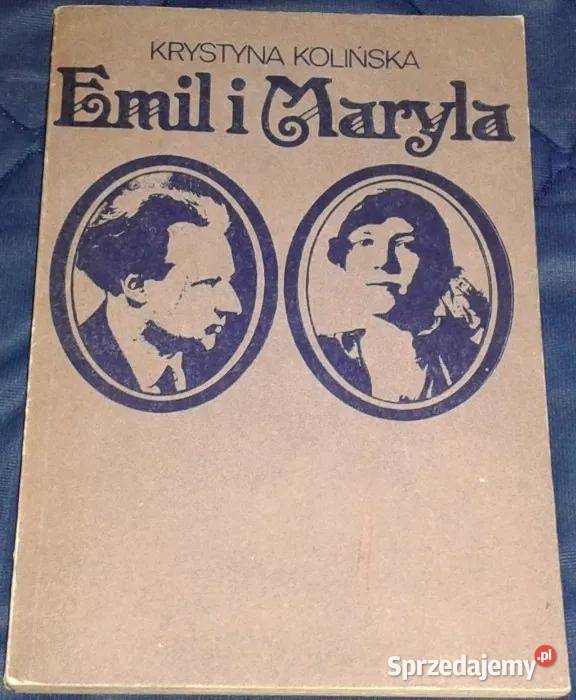 KRYSTYNA KOLIŃSKA
Emil i Maryla
Sprzedajemy.pl